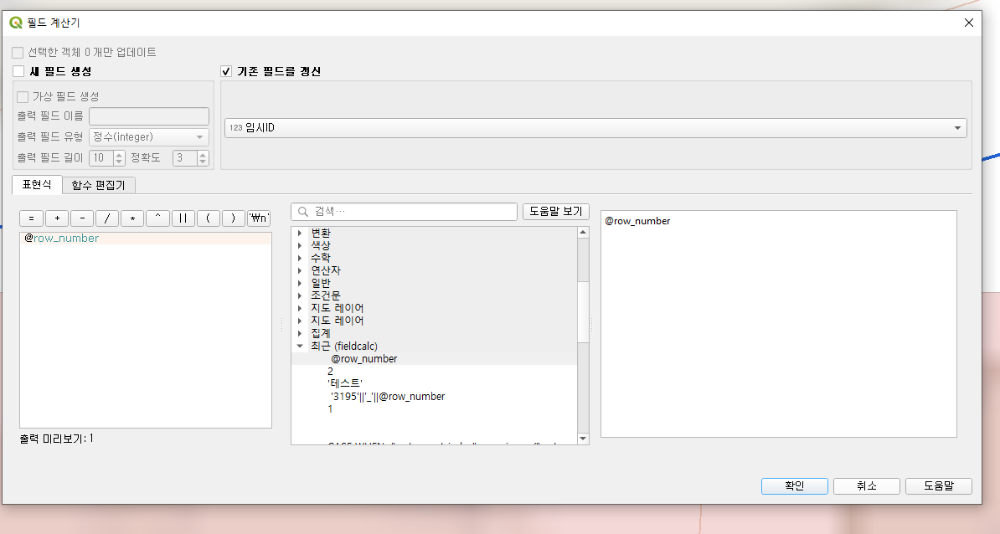 필드 계산기
선택한 객체 0 개만 업데이트
새 필드 생성
기존 필드를 갱신
가상 필드 생성
출력 필드 이름
출력 필드 유형 정수(integer)
출력 필드 길이 10 정확도 3
123 임시ID
표현식 함수 편집기
= + - / * ^ || ( ) '₩n'
@row_number
출력 미리보기: 1
검색… 도움말 보기
변환
색상
수학
연산자
일반
조건문
지도 레이어
지도 레이어
집계
최근 (fieldcalc)
@row_number
2
'테스트'
'3195'||'_'||@row_number
1
@row_number
확인 취소 도움말